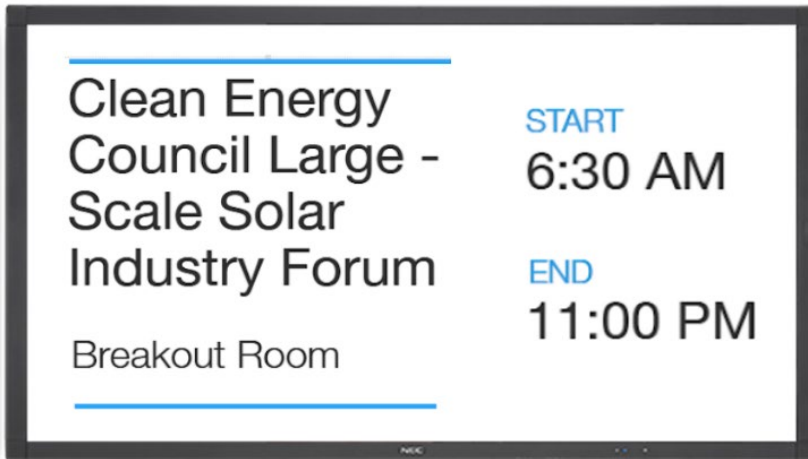 Clean Energy
Council Large -
Scale Solar
Industry Forum
Breakout Room
START
6:30 AM
END
11:00 PM
NEC